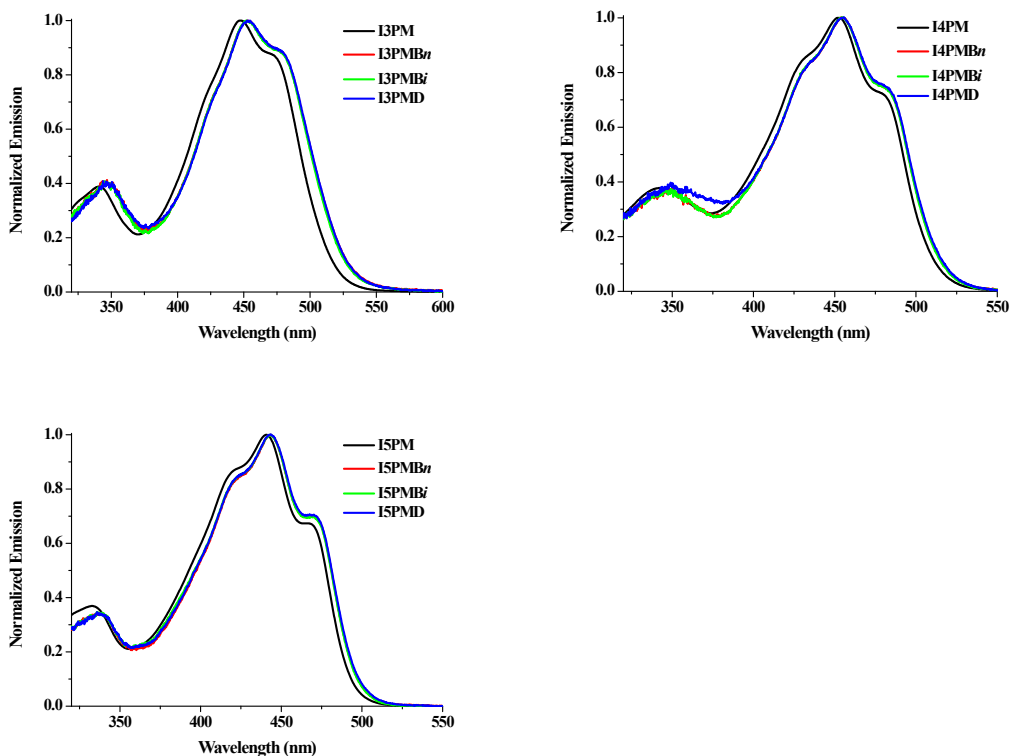 Normalized Emission
1.0
0.8
0.6
0.4
0.2
0.0
350 400 450 500 550 600
Wavelength (nm)
I3PM
I3PMBn
I3PMBi
I3PMD
Normalized Emission
1.0
0.8
0.6
0.4
0.2
0.0
350 400 450 500 550
Wavelength (nm)
I4PM
I4PMBn
I4PMBi
I4PMD
Normalized Emission
1.0
0.8
0.6
0.4
0.2
0.0
350 400 450 500 550
Wavelength (nm)
I5PM
I5PMBn
I5PMBi
I5PMD